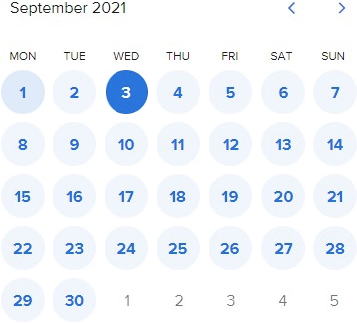 September 2021
MON TUE WED THU FRI SAT SUN
1 2 3 4 5 6 7
8 9 10 11 12 13 14
15 16 17 18 19 20 21
22 23 24 25 26 27 28
29 30 1 2 3 4 5